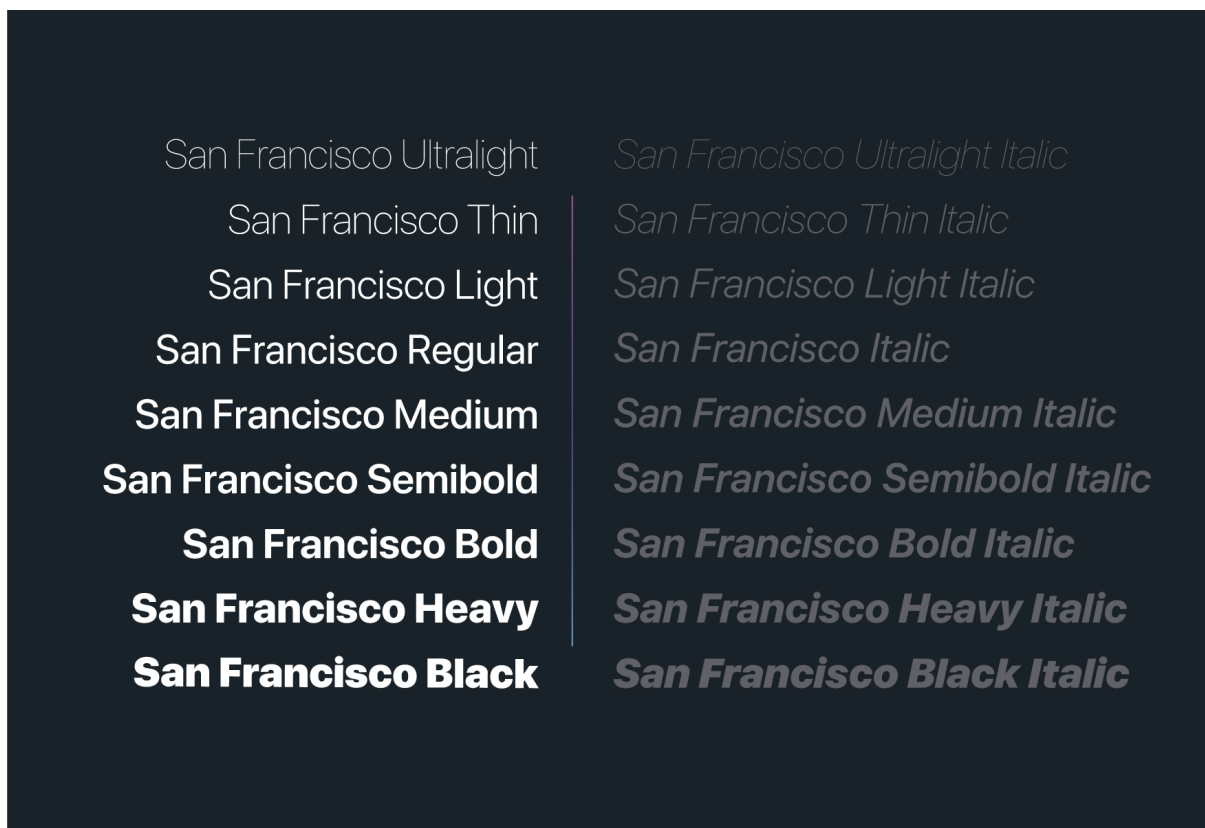 San Francisco Ultralight
San Francisco Thin
San Francisco Light
San Francisco Regular
San Francisco Medium
San Francisco Semibold
San Francisco Bold
San Francisco Heavy
San Francisco Black
San Francisco Ultralight Italic
San Francisco Thin Italic
San Francisco Light Italic
San Francisco Italic
San Francisco Medium Italic
San Francisco Semibold Italic
San Francisco Bold Italic
San Francisco Heavy Italic
San Francisco Black Italic